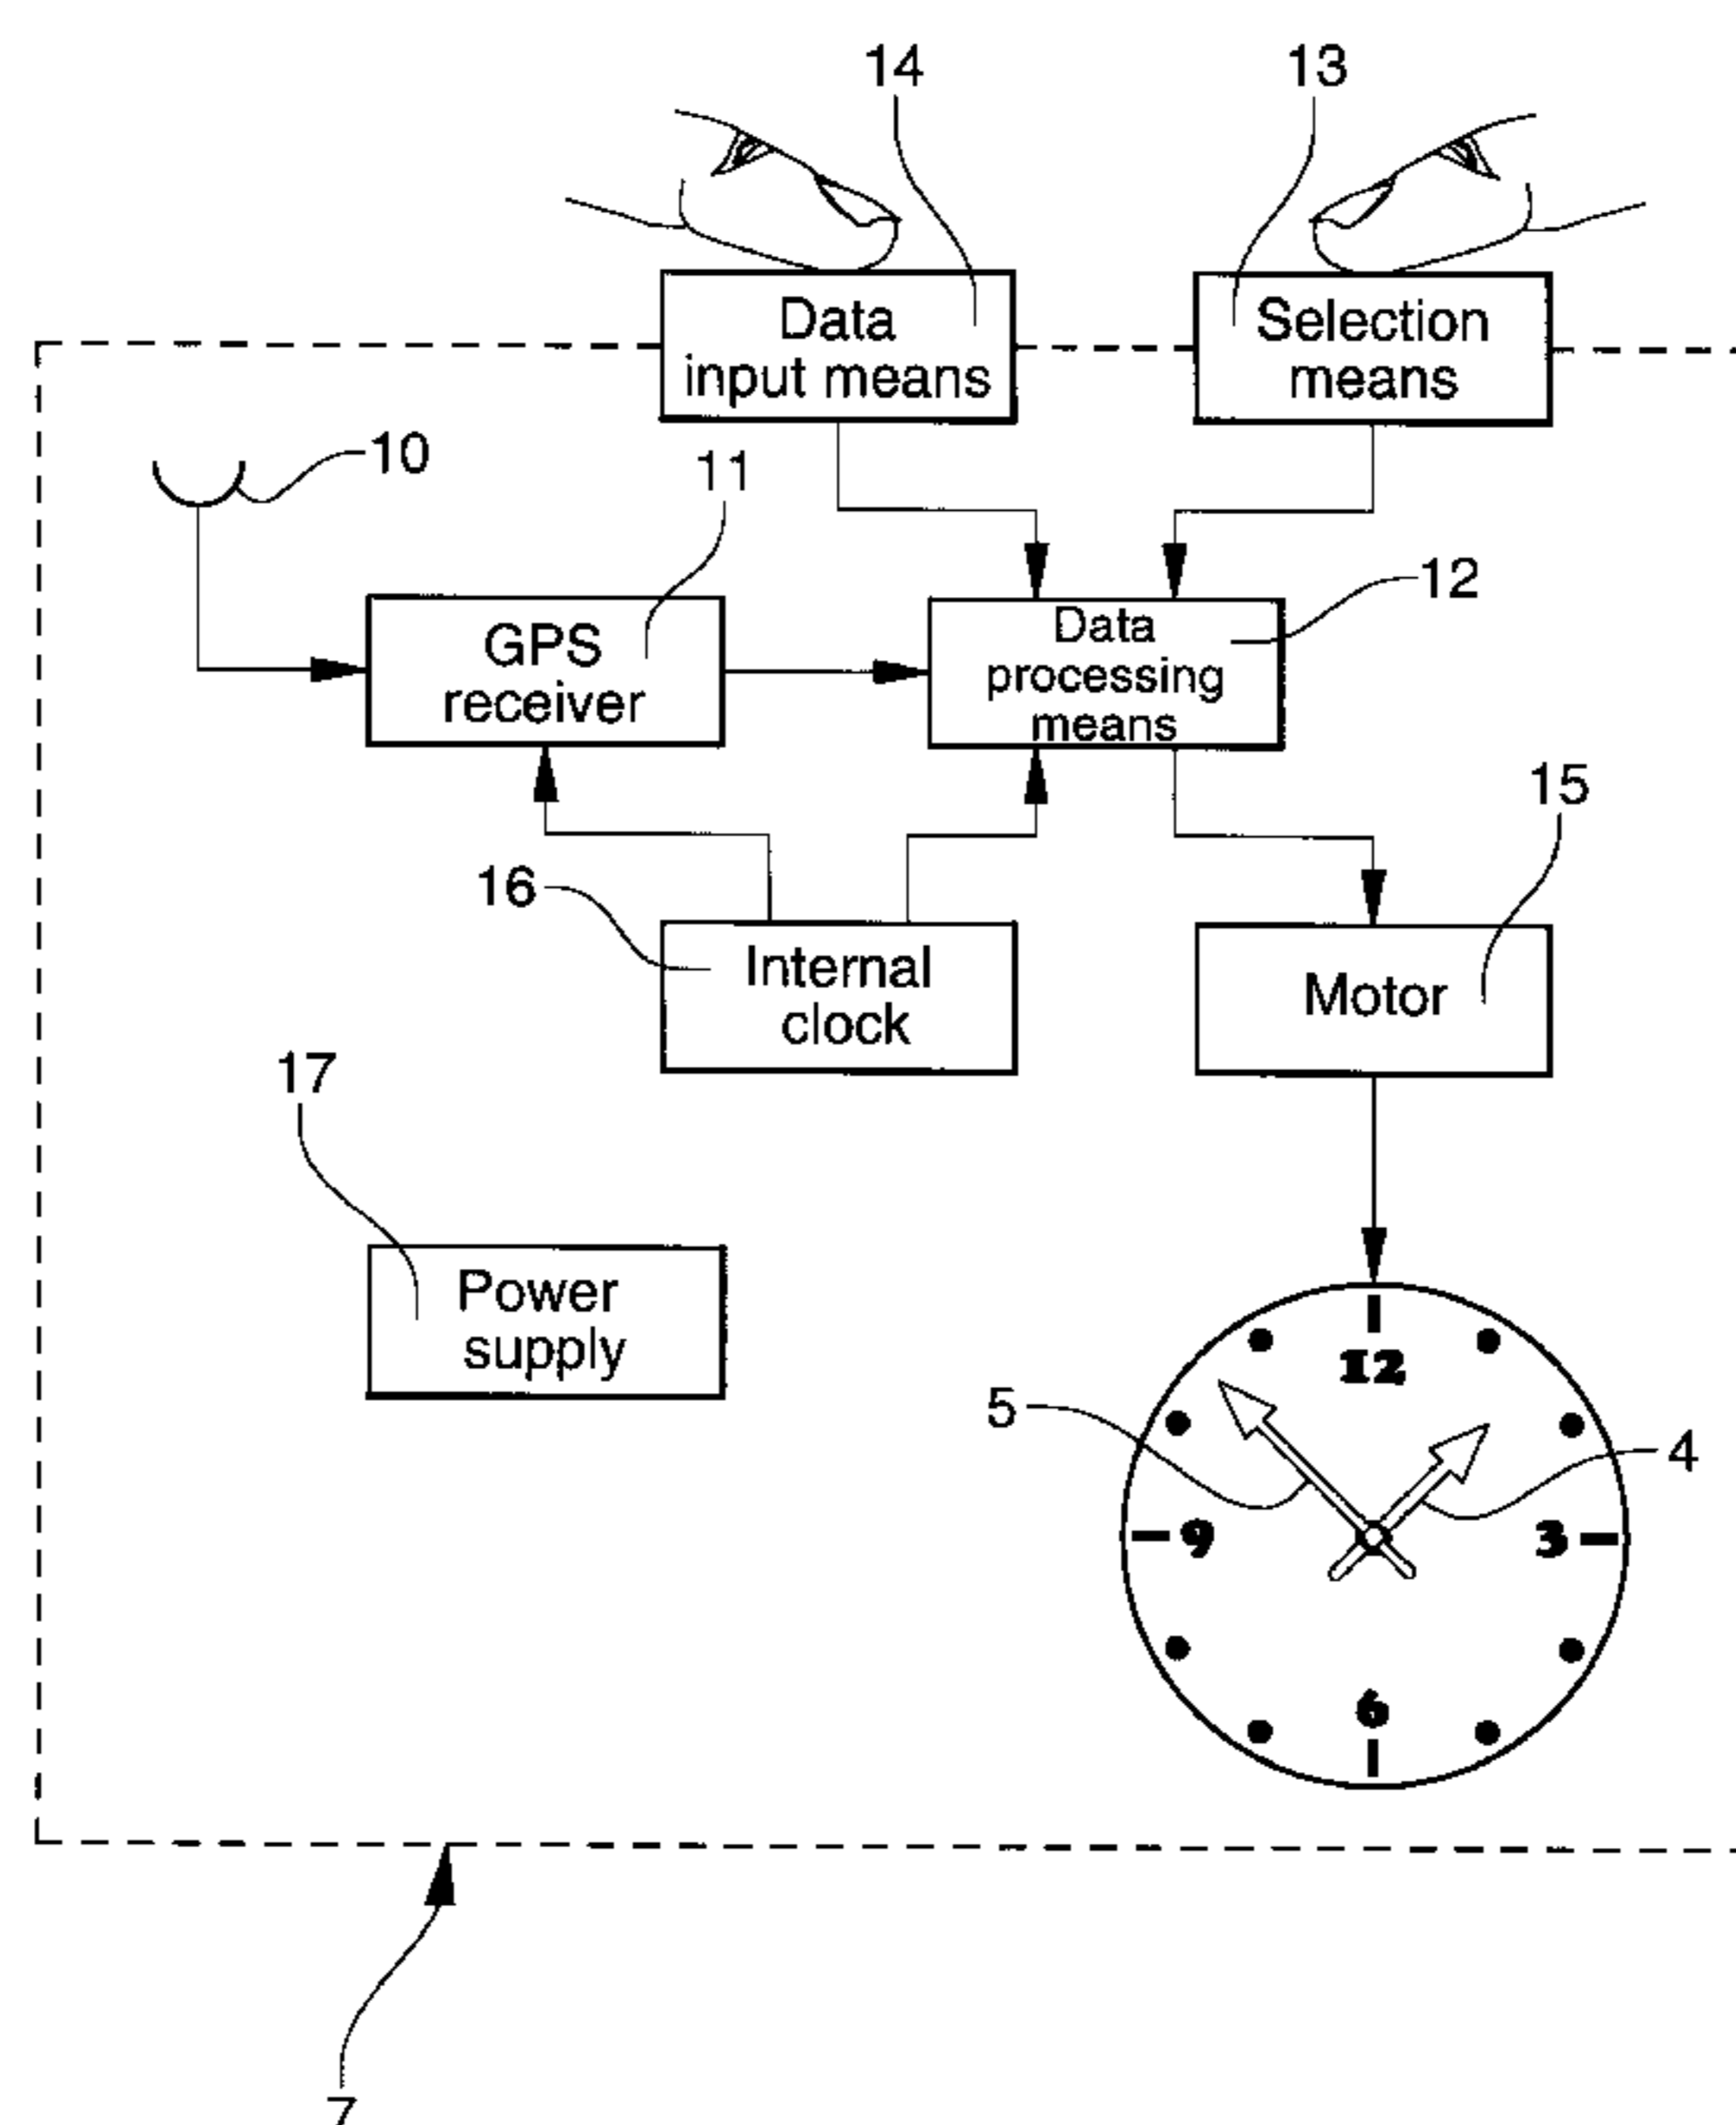 14
13
Data
input means
Selection
means
10
11
12
GPS
receiver
Data
processing
means
15
16
Internal
clock
Motor
17
Power
supply
12
5
4
9
3
6
7